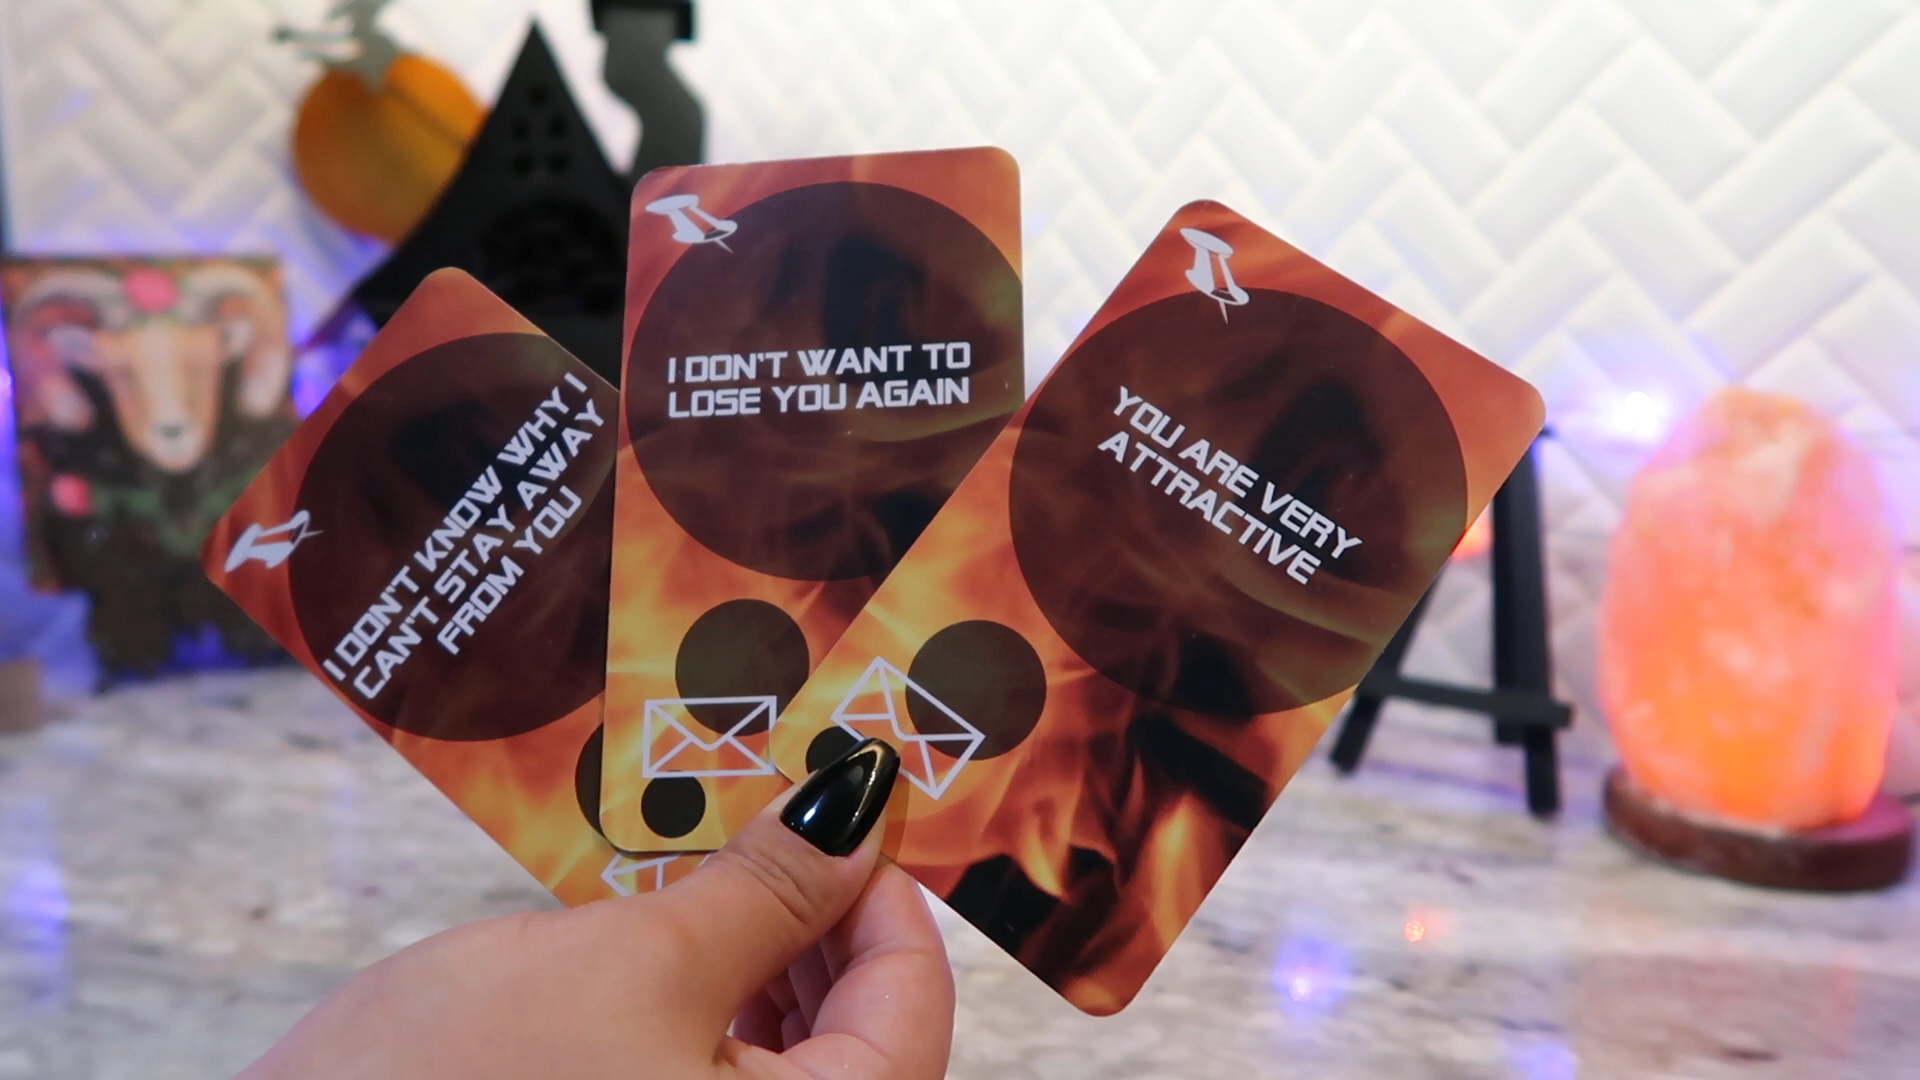 I DON'T KNOW WHY I
CAN'T STAY AWAY
FROM YOU
I DON'T WANT TO
LOSE YOU AGAIN
YOU ARE VERY
ATTRACTIVE